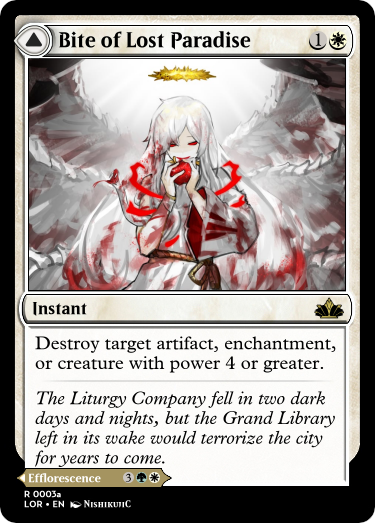 Bite of Lost Paradise 1
Instant
Destroy target artifact, enchantment,
or creature with power 4 or greater.
The Liturgy Company fell in two dark
days and nights, but the Grand Library
left in its wake would terrorize the city
for years to come.
Efflorescence 3
R 0003a
LOR • EN NISHIKUJIC